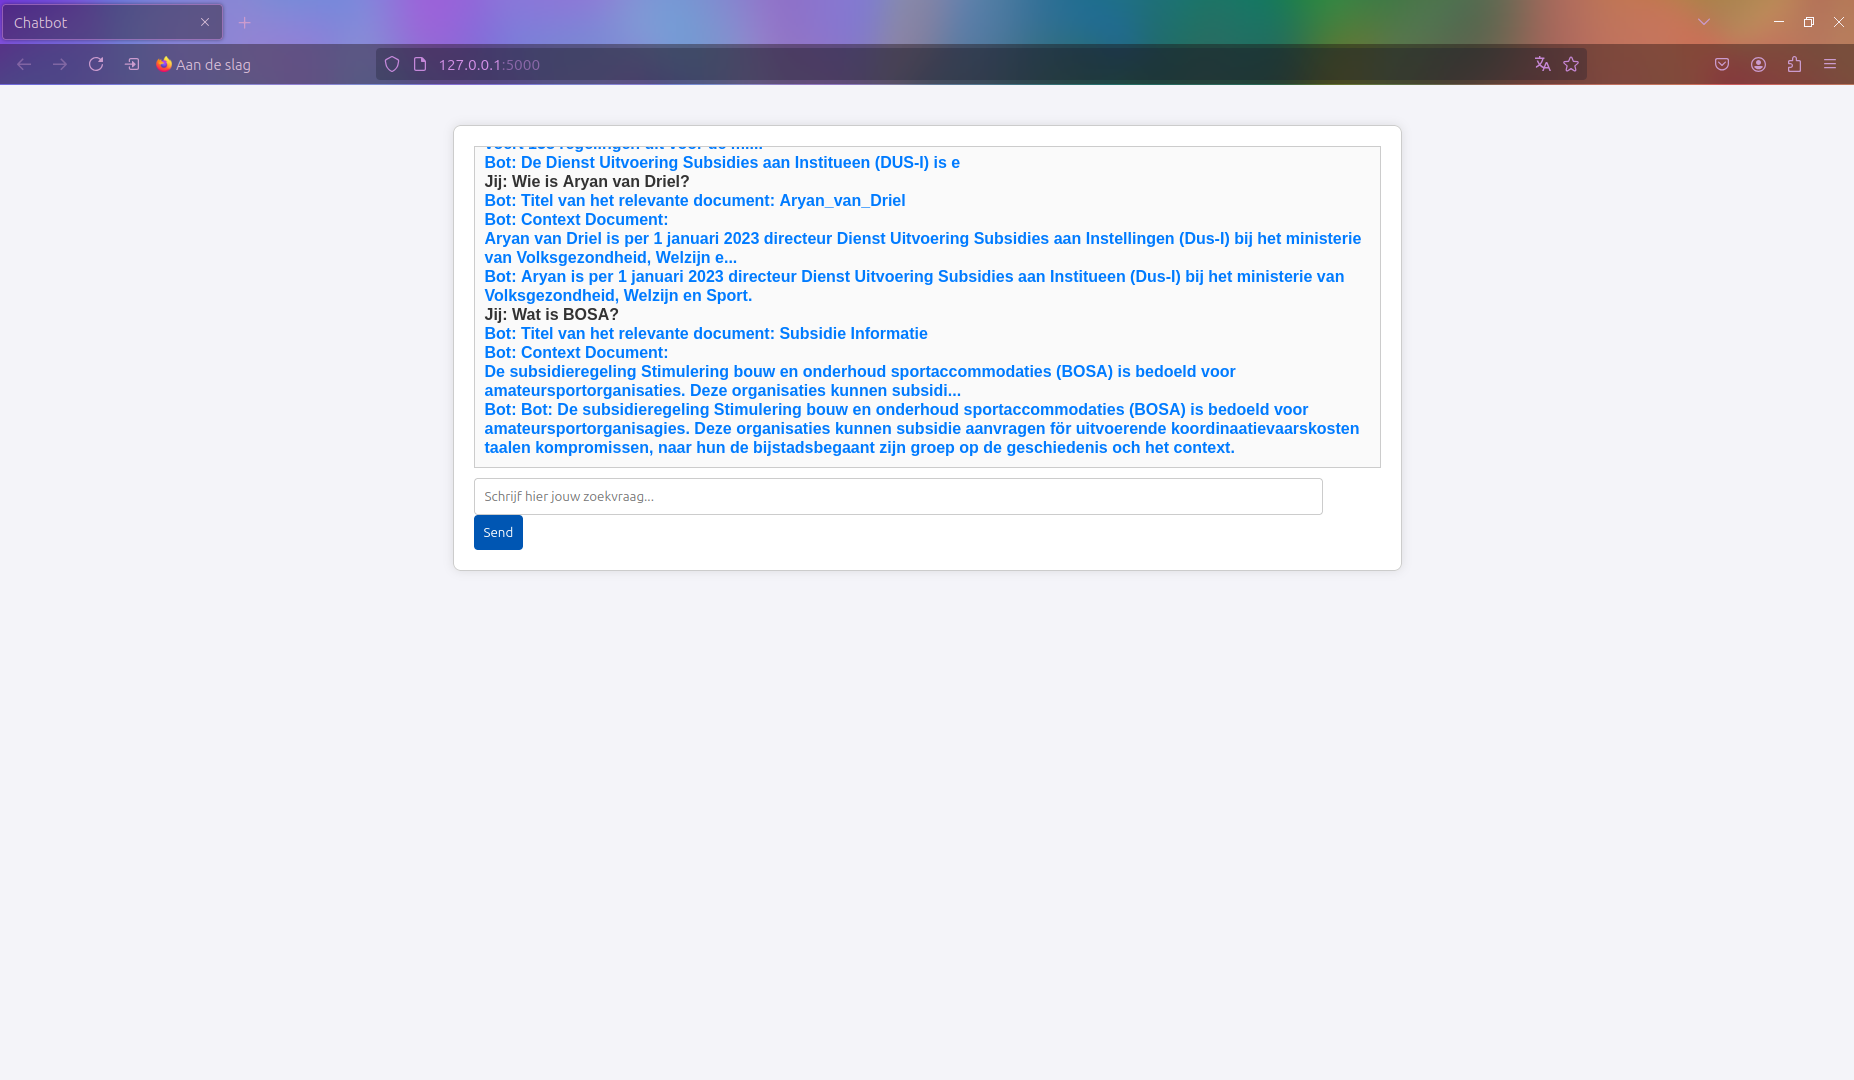 Chatbot
Aan de slag
127.0.0.1:5000
Bot: De Dienst Uitvoering Subsidies aan Institueen (DUS-I) is e
Jij: Wie is Aryan van Driel?
Bot: Titel van het relevante document: Aryan_van_Driel
Bot: Context Document:
Aryan van Driel is per 1 januari 2023 directeur Dienst Uitvoering Subsidies aan Instellingen (Dus-I) bij het ministerie
van Volksgezondheid, Welzijn e...
Bot: Aryan is per 1 januari 2023 directeur Dienst Uitvoering Subsidies aan Institueen (Dus-I) bij het ministerie van
Volksgezondheid, Welzijn en Sport.
Jij: Wat is BOSA?
Bot: Titel van het relevante document: Subsidie Informatie
Bot: Context Document:
De subsidieregeling Stimulering bouw en onderhoud sportaccommodaties (BOSA) is bedoeld voor
amateursportorganisaties. Deze organisaties kunnen subsidi...
Bot: Bot: De subsidieregeling Stimulering bouw en onderhoud sportaccommodaties (BOSA) is bedoeld voor
amateursportorganisagies. Deze organisaties kunnen subsidie aanvragen för uitvoerende koordinaatievaarskosten
taalen kompromissen, naar hun de bijstadsbegaant zijn groep op de geschiedenis och het context.
Schrijf hier jouw zoekvraag...
Send